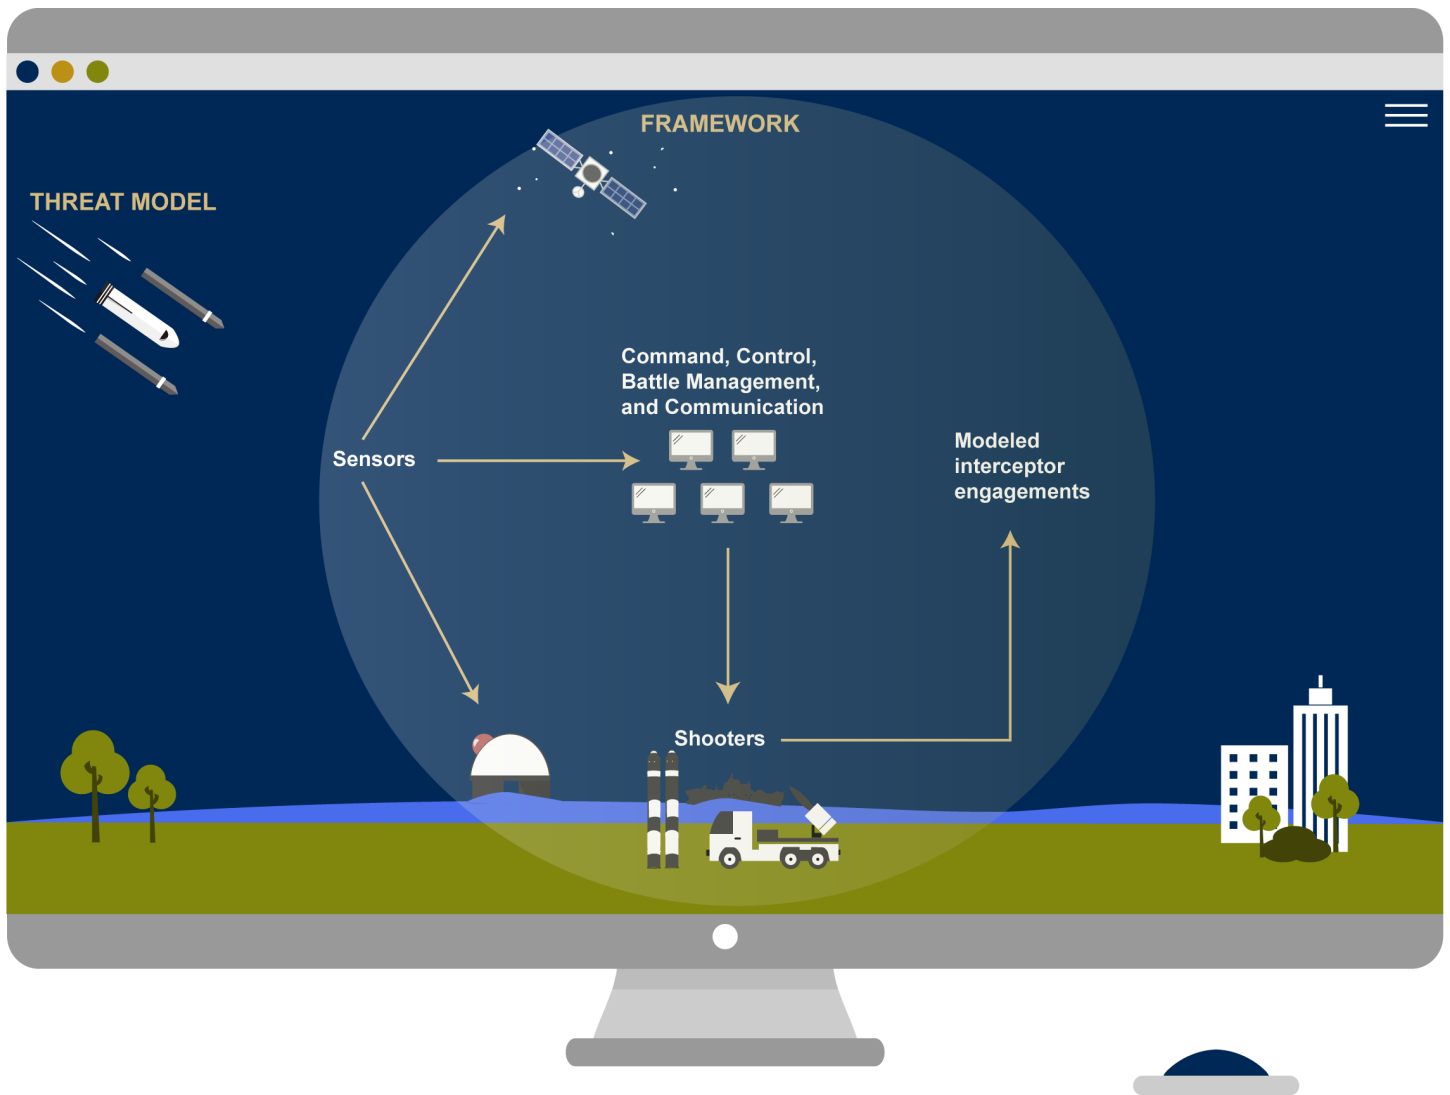 FRAMEWORK
THREAT MODEL
Command, Control,
Battle Management,
and Communication
Sensors
Modeled
interceptor
engagements
Shooters